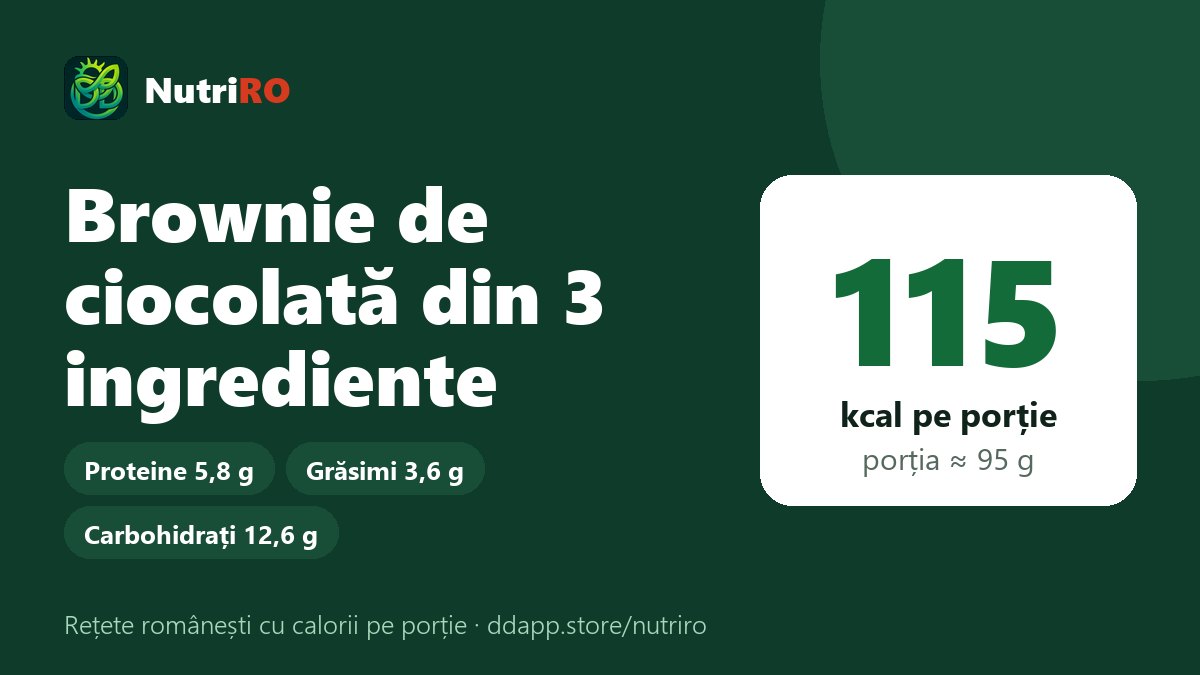 NutriRO
Brownie de
ciocolată din 3
ingrediente
115
kcal pe porție
porția ≈ 95 g
Proteine 5,8 g
Grăsimi 3,6 g
Carbohidrați 12,6 g
Rețete românești cu calorii pe porție · ddapp.store/nutriro